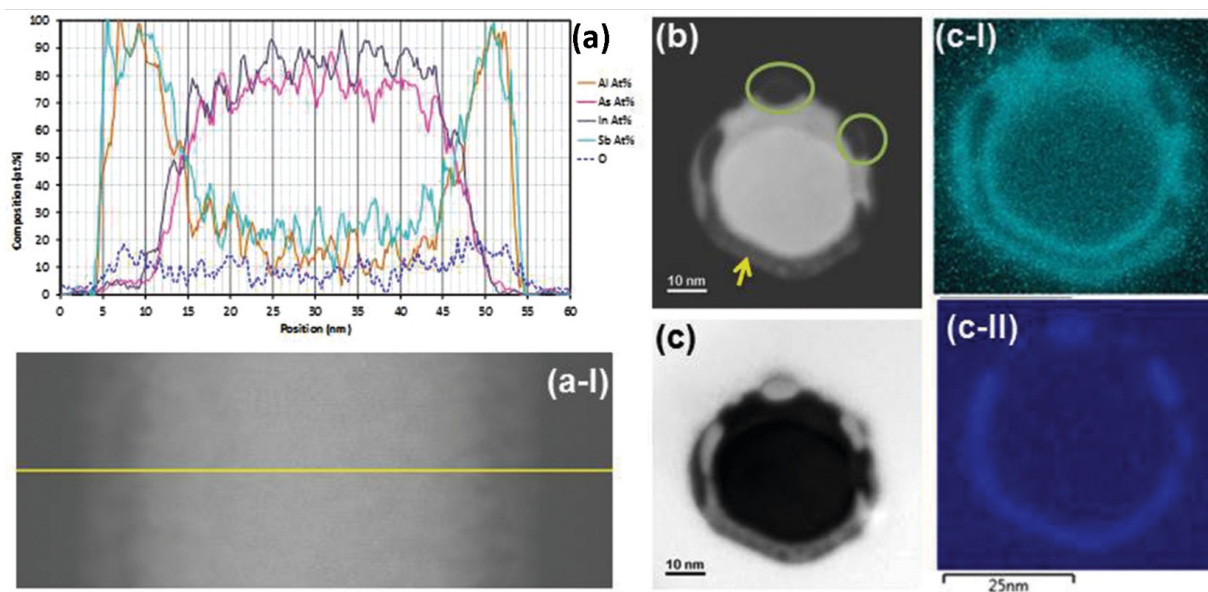 (a)
100
90
80
70
60
50
40
30
20
10
0
Composition (at.%)
0 5 10 15 20 25 30 35 40 45 50 55 60
Position (nm)
Al At%
As At%
In At%
Sb At%
O
(a-I)
(b)
10 nm
(c)
10 nm
(c-I)
(c-II)
25nm